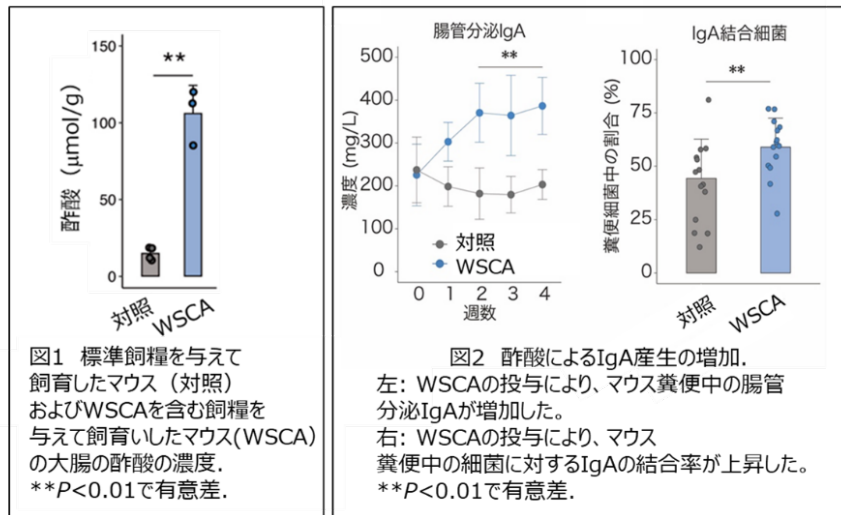 150
100
50
0
酢酸（μmol/g）
**
対照
WSCA
図1 標準飼糧を与えて
飼育したマウス（対照）
およびWSCAを含む飼糧を
与えて飼育いしたマウス(WSCA）
の大腸の酢酸の濃度.
**P<0.01で有意差.
腸管分泌IgA
**
500
400
300
200
100
0
濃度 (mg/L)
対照
WSCA
0 1 2 3 4
週数
IgA結合細菌
**
100
75
50
25
0
糞便細菌中の割合 (%)
対照
WSCA
図2 酢酸によるIgA産生の増加.
左: WSCAの投与により、マウス糞便中の腸管
分泌IgAが増加した。
右: WSCAの投与により、マウス
糞便中の細菌に対するIgAの結合率が上昇した。
**P<0.01で有意差.